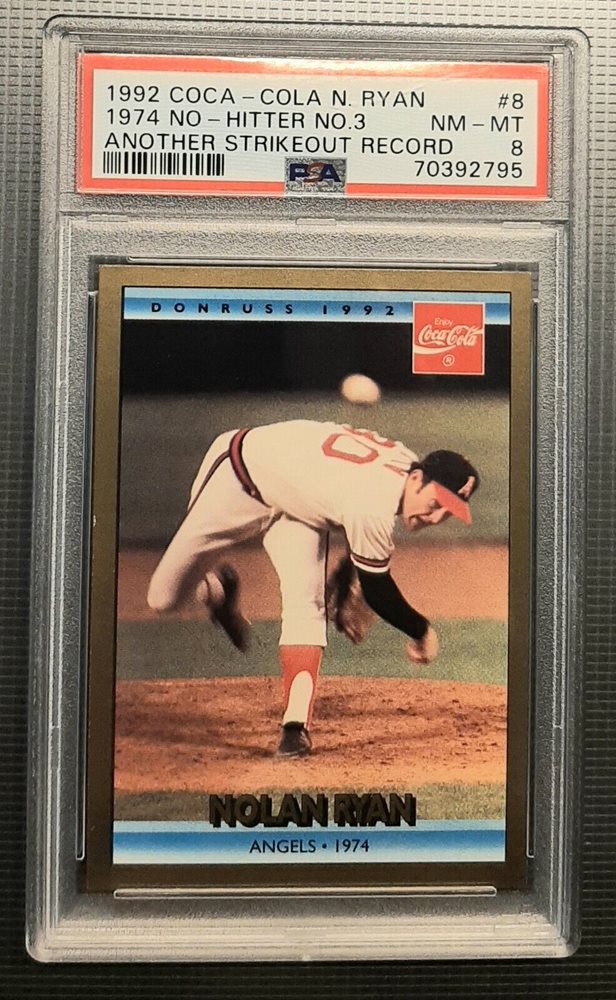 1992 COCA-COLA N. RYAN #8
1974 NO-HITTER NO.3 NM-MT
ANOTHER STRIKEOUT RECORD 8
PSA 70392795
DONRUSS 1992
Enjoy
Coca-Cola
®
NOLAN RYAN
ANGELS • 1974